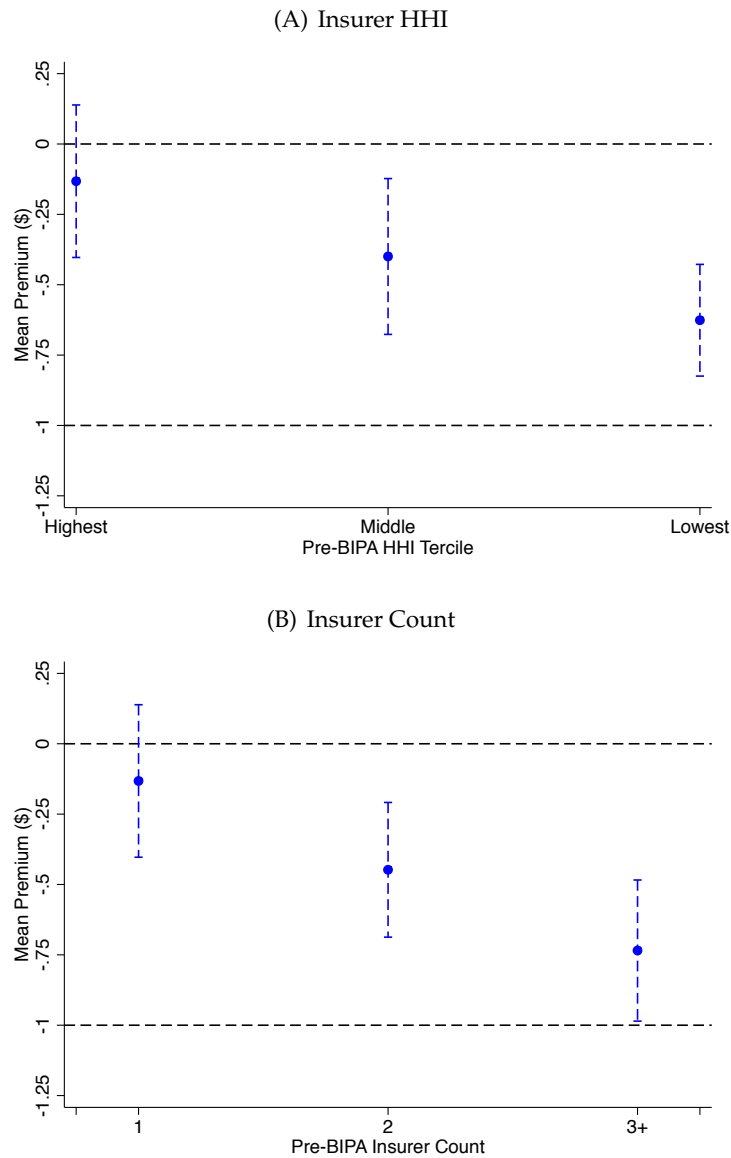 (A) Insurer HHI
.25
0
-.25
-.5
-.75
-1
-1.25
Mean Premium ($)
Highest
Middle
Lowest
Pre-BIPA HHI Tercile
(B) Insurer Count
.25
0
-.25
-.5
-.75
-1
-1.25
Mean Premium ($)
1
2
3+
Pre-BIPA Insurer Count